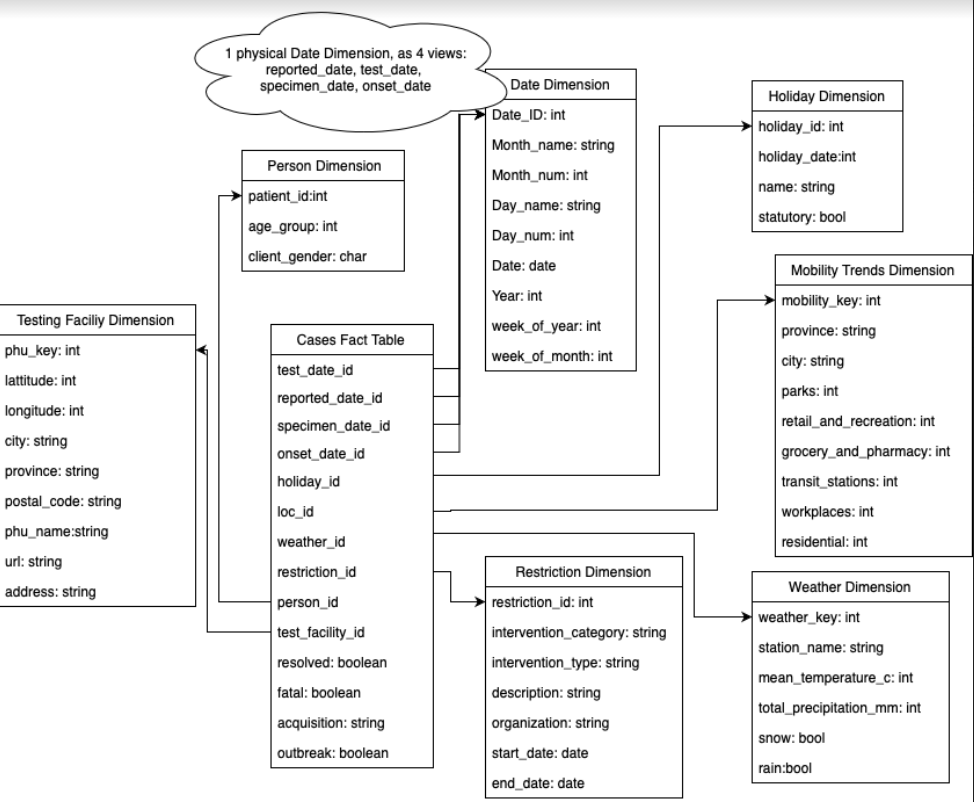 1 physical Date Dimension, as 4 views:
reported_date, test_date,
specimen_date, onset_date
Date Dimension
Date_ID: int
Month_name: string
Month_num: int
Day_name: string
Day_num: int
Date: date
Year: int
week_of_year: int
week_of_month: int
Holiday Dimension
holiday_id: int
holiday_date:int
name: string
statutory: bool
Person Dimension
patient_id:int
age_group: int
client_gender: char
Mobility Trends Dimension
mobility_key: int
province: string
city: string
parks: int
retail_and_recreation: int
grocery_and_pharmacy: int
transit_stations: int
workplaces: int
residential: int
Testing Faciliy Dimension
phu_key: int
lattitude: int
longitude: int
city: string
province: string
postal_code: string
phu_name:string
url: string
address: string
Cases Fact Table
test_date_id
reported_date_id
specimen_date_id
onset_date_id
holiday_id
loc_id
weather_id
restriction_id
person_id
test_facility_id
resolved: boolean
fatal: boolean
acquisition: string
outbreak: boolean
Restriction Dimension
restriction_id: int
intervention_category: string
intervention_type: string
description: string
organization: string
start_date: date
end_date: date
Weather Dimension
weather_key: int
station_name: string
mean_temperature_c: int
total_precipitation_mm: int
snow: bool
rain:bool